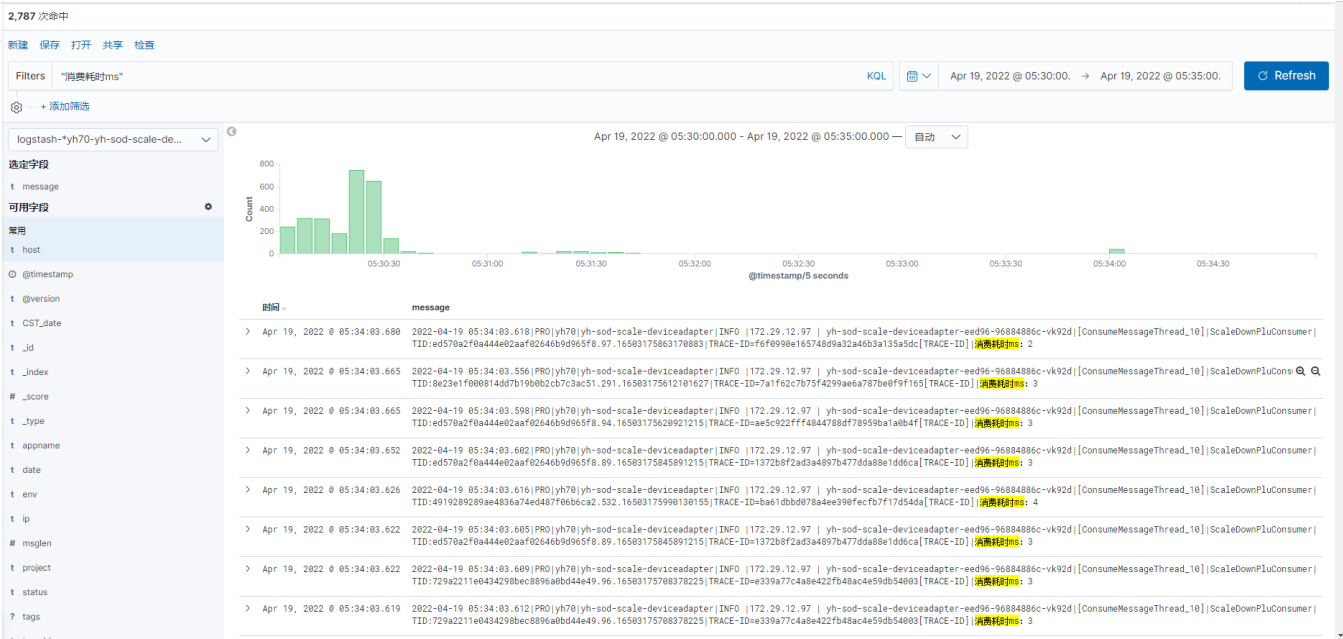 2,787 次命中
新建 保存 打开 共享 检查
Filters "消费耗时ms" KQL Apr 19, 2022 @ 05:30:00. → Apr 19, 2022 @ 05:35:00. Refresh
+ 添加筛选
logstash-*yh70-yh-sod-scale-de...
Apr 19, 2022 @ 05:30:00.000 - Apr 19, 2022 @ 05:35:00.000 — 自动
选定字段
t message
可用字段
常用
t host
@timestamp
t @version
t CST_date
t _id
t _index
# _score
t _type
t appname
t date
t env
t ip
# msglen
t project
t status
? tags
Count
800
600
400
200
0
05:30:30 05:31:00 05:31:30 05:32:00 05:32:30 05:33:00 05:33:30 05:34:00 05:34:30
@timestamp/5 seconds
时间 message
Apr 19, 2022 @ 05:34:03.680 2022-04-19 05:34:03.618|PRO|yh70|yh-sod-scale-deviceadapter|INFO |172.29.12.97 | yh-sod-scale-deviceadapter-eed96-96884886c-vk92d|[ConsumeMessageThread_10]|ScaleDownPluConsumer|
TID:ed570a2f0a444e02aaf02646b9d965f8.97.16503175863170883|TRACE-ID=f6f0990e165748d9a32a46b3a135a5dc[TRACE-ID]|消费耗时ms: 2
Apr 19, 2022 @ 05:34:03.665 2022-04-19 05:34:03.556|PRO|yh70|yh-sod-scale-deviceadapter|INFO |172.29.12.97 | yh-sod-scale-deviceadapter-eed96-96884886c-vk92d|[ConsumeMessageThread_10]|ScaleDownPluCons
TID:8e23e1f000814dd7b19b0b2cb7c3ac51.291.16503175612101627|TRACE-ID=7a1f62c7b75f4299ae6a787be0f9f165[TRACE-ID]|消费耗时ms: 3
Apr 19, 2022 @ 05:34:03.665 2022-04-19 05:34:03.598|PRO|yh70|yh-sod-scale-deviceadapter|INFO |172.29.12.97 | yh-sod-scale-deviceadapter-eed96-96884886c-vk92d|[ConsumeMessageThread_10]|ScaleDownPluConsumer|
TID:ed570a2f0a444e02aaf02646b9d965f8.94.16503175620921215|TRACE-ID=ae5c922fff4844788df78959ba1a0b4f[TRACE-ID]|消费耗时ms: 3
Apr 19, 2022 @ 05:34:03.652 2022-04-19 05:34:03.602|PRO|yh70|yh-sod-scale-deviceadapter|INFO |172.29.12.97 | yh-sod-scale-deviceadapter-eed96-96884886c-vk92d|[ConsumeMessageThread_10]|ScaleDownPluConsumer|
TID:ed570a2f0a444e02aaf02646b9d965f8.89.16503175845891215|TRACE-ID=1372b8f2ad3a4897b477dda88e1dd6ca[TRACE-ID]|消费耗时ms: 3
Apr 19, 2022 @ 05:34:03.626 2022-04-19 05:34:03.616|PRO|yh70|yh-sod-scale-deviceadapter|INFO |172.29.12.97 | yh-sod-scale-deviceadapter-eed96-96884886c-vk92d|[ConsumeMessageThread_10]|ScaleDownPluConsumer|
TID:4919289289ae4836a74ed487f06b6ca2.532.16503175990130155|TRACE-ID=ba61dbbd078a4ee390fecfb7f17d54da[TRACE-ID]|消费耗时ms: 4
Apr 19, 2022 @ 05:34:03.622 2022-04-19 05:34:03.605|PRO|yh70|yh-sod-scale-deviceadapter|INFO |172.29.12.97 | yh-sod-scale-deviceadapter-eed96-96884886c-vk92d|[ConsumeMessageThread_10]|ScaleDownPluConsumer|
TID:ed570a2f0a444e02aaf02646b9d965f8.89.16503175845891215|TRACE-ID=1372b8f2ad3a4897b477dda88e1dd6ca[TRACE-ID]|消费耗时ms: 3
Apr 19, 2022 @ 05:34:03.622 2022-04-19 05:34:03.609|PRO|yh70|yh-sod-scale-deviceadapter|INFO |172.29.12.97 | yh-sod-scale-deviceadapter-eed96-96884886c-vk92d|[ConsumeMessageThread_10]|ScaleDownPluConsumer|
TID:729a2211e0434298bec8896a0bd44e49.96.16503175708378225|TRACE-ID=e339a77c4a8e422fb48ac4e59db54003[TRACE-ID]|消费耗时ms: 3
Apr 19, 2022 @ 05:34:03.619 2022-04-19 05:34:03.612|PRO|yh70|yh-sod-scale-deviceadapter|INFO |172.29.12.97 | yh-sod-scale-deviceadapter-eed96-96884886c-vk92d|[ConsumeMessageThread_10]|ScaleDownPluConsumer|
TID:729a2211e0434298bec8896a0bd44e49.96.16503175708378225|TRACE-ID=e339a77c4a8e422fb48ac4e59db54003[TRACE-ID]|消费耗时ms: 3